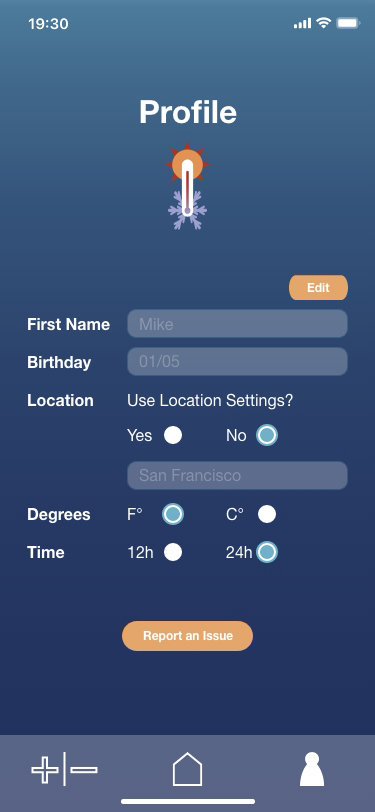 19:30
Profile
Edit
First Name Mike
Birthday 01/05
Location Use Location Settings?
Yes No
San Francisco
Degrees F° C°
Time 12h 24h
Report an Issue